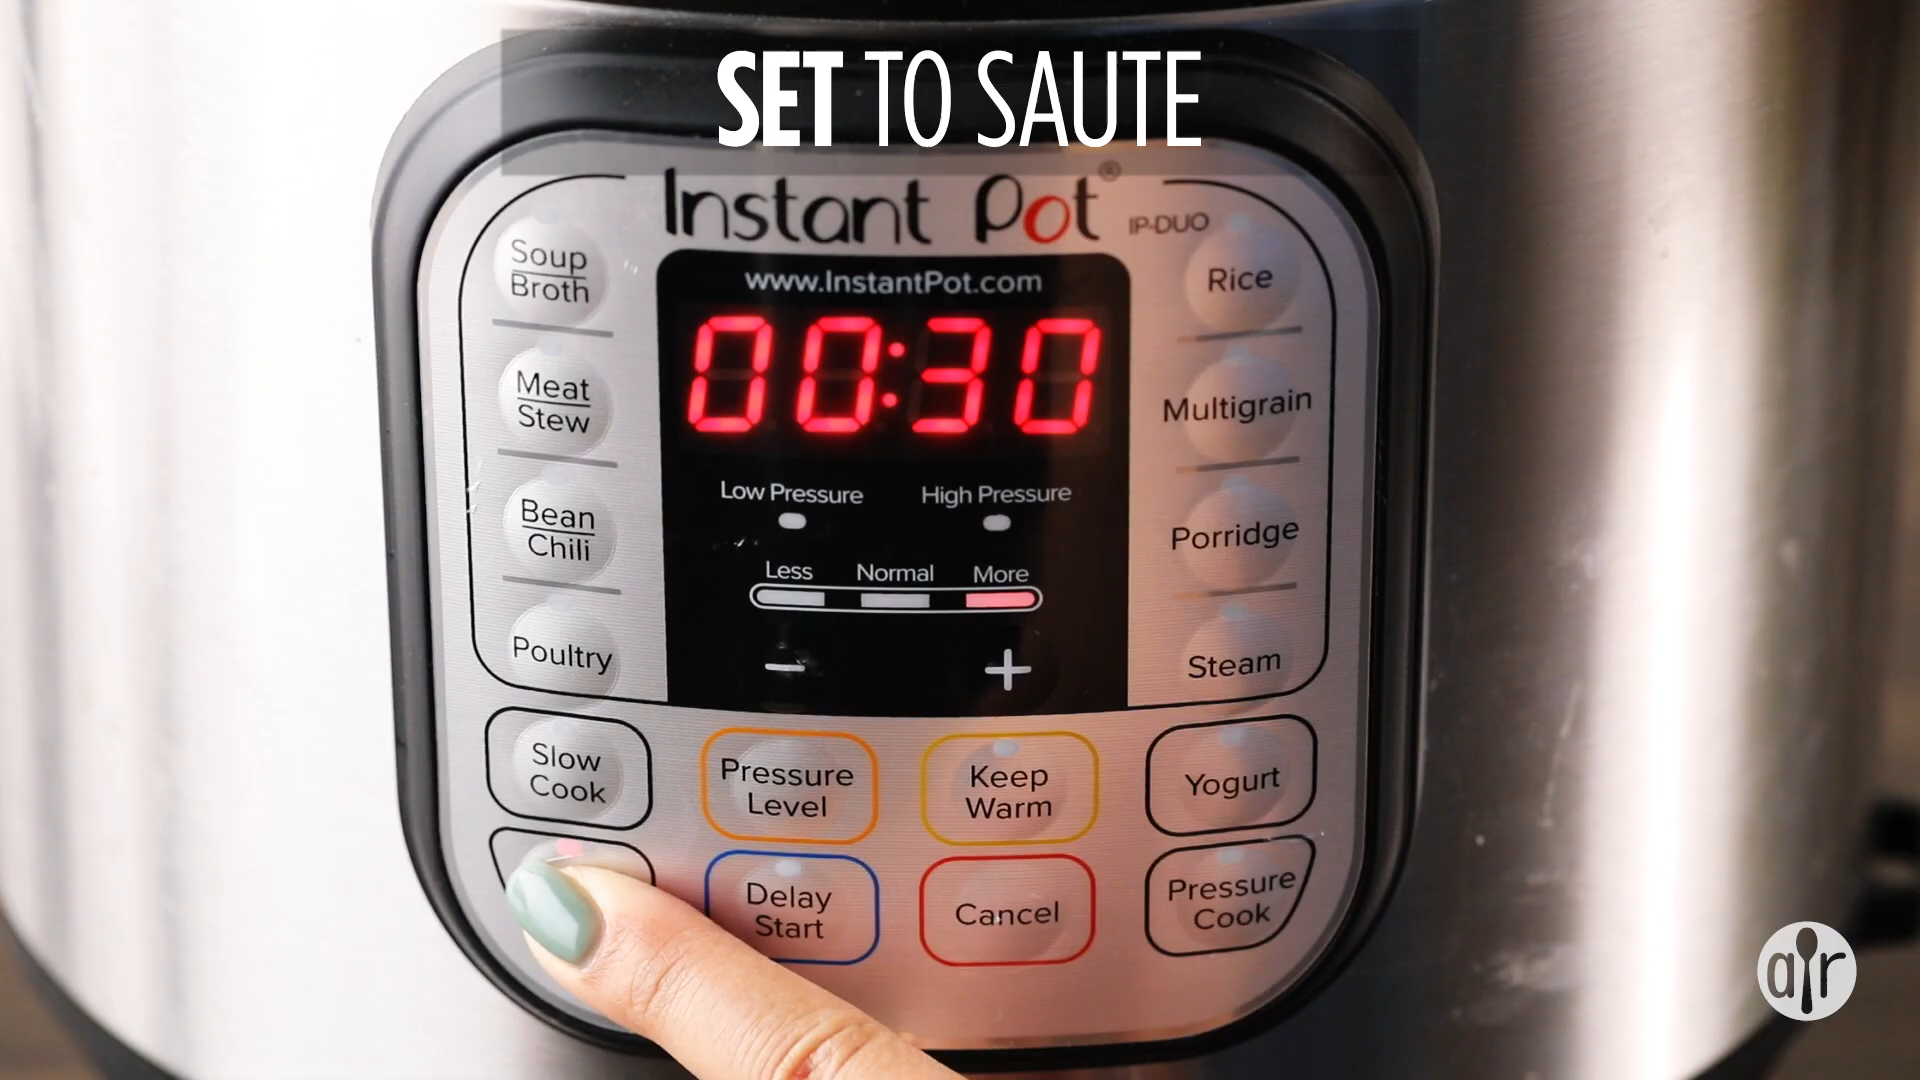 SET TO SAUTE
Instant Pot®
IP-DUO
www.InstantPot.com
00:30
Low Pressure
High Pressure
Less
Normal
More
−
+
Soup
Broth
Meat
Stew
Bean
Chili
Poultry
Rice
Multigrain
Porridge
Steam
Slow
Cook
Pressure
Level
Keep
Warm
Yogurt
Delay
Start
Cancel
Pressure
Cook
ar